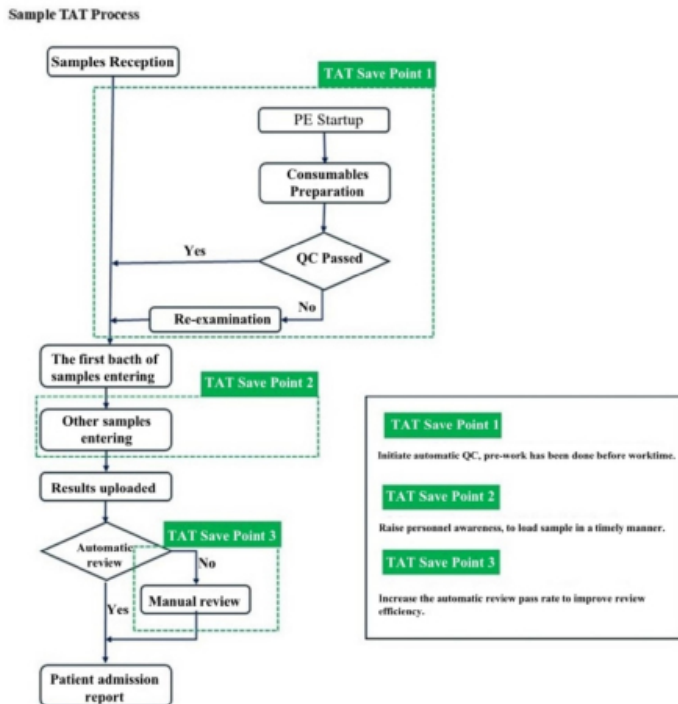 Sample TAT Process
Samples Reception
TAT Save Point 1
PE Startup
Consumables
Preparation
QC Passed
Yes
No
Re-examination
The first bacth of
samples entering
TAT Save Point 2
Other samples
entering
Results uploaded
Automatic
review
TAT Save Point 3
No
Manual review
Yes
Patient admission
report
TAT Save Point 1
Initiate automatic QC, pre-work has been done before worktime.
TAT Save Point 2
Raise personnel awareness, to load sample in a timely manner.
TAT Save Point 3
Increase the automatic review pass rate to improve review
efficiency.